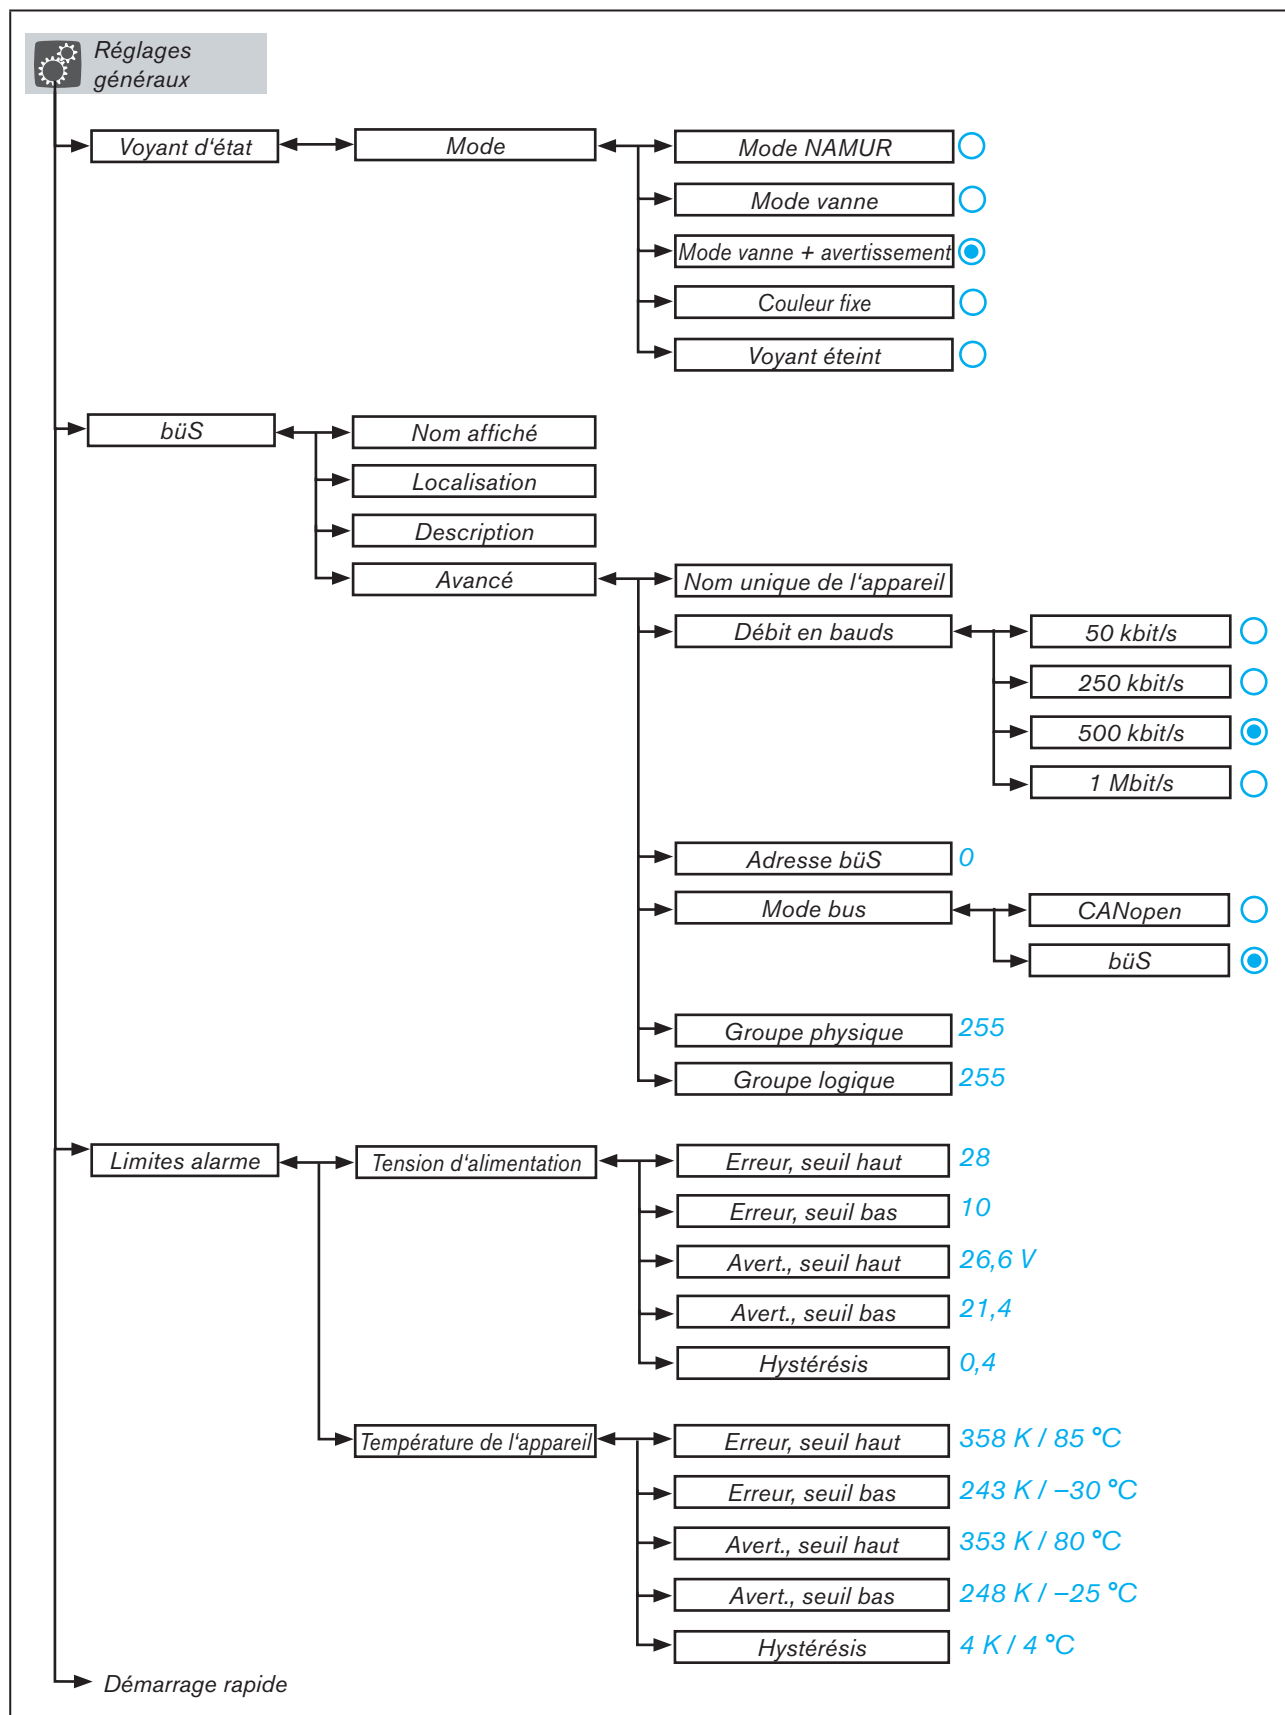 Réglages
généraux
Voyant d‘état
Mode
Mode NAMUR
Mode vanne
Mode vanne + avertissement
Couleur fixe
Voyant éteint
büS
Nom affiché
Localisation
Description
Avancé
Nom unique de l‘appareil
Débit en bauds
50 kbit/s
250 kbit/s
500 kbit/s
1 Mbit/s
Adresse büS 0
Mode bus
CANopen
büS
Groupe physique 255
Groupe logique 255
Limites alarme
Tension d‘alimentation
Erreur, seuil haut 28
Erreur, seuil bas 10
Avert., seuil haut 26,6 V
Avert., seuil bas 21,4
Hystérésis 0,4
Température de l‘appareil
Erreur, seuil haut 358 K / 85 °C
Erreur, seuil bas 243 K / –30 °C
Avert., seuil haut 353 K / 80 °C
Avert., seuil bas 248 K / –25 °C
Hystérésis 4 K / 4 °C
Démarrage rapide